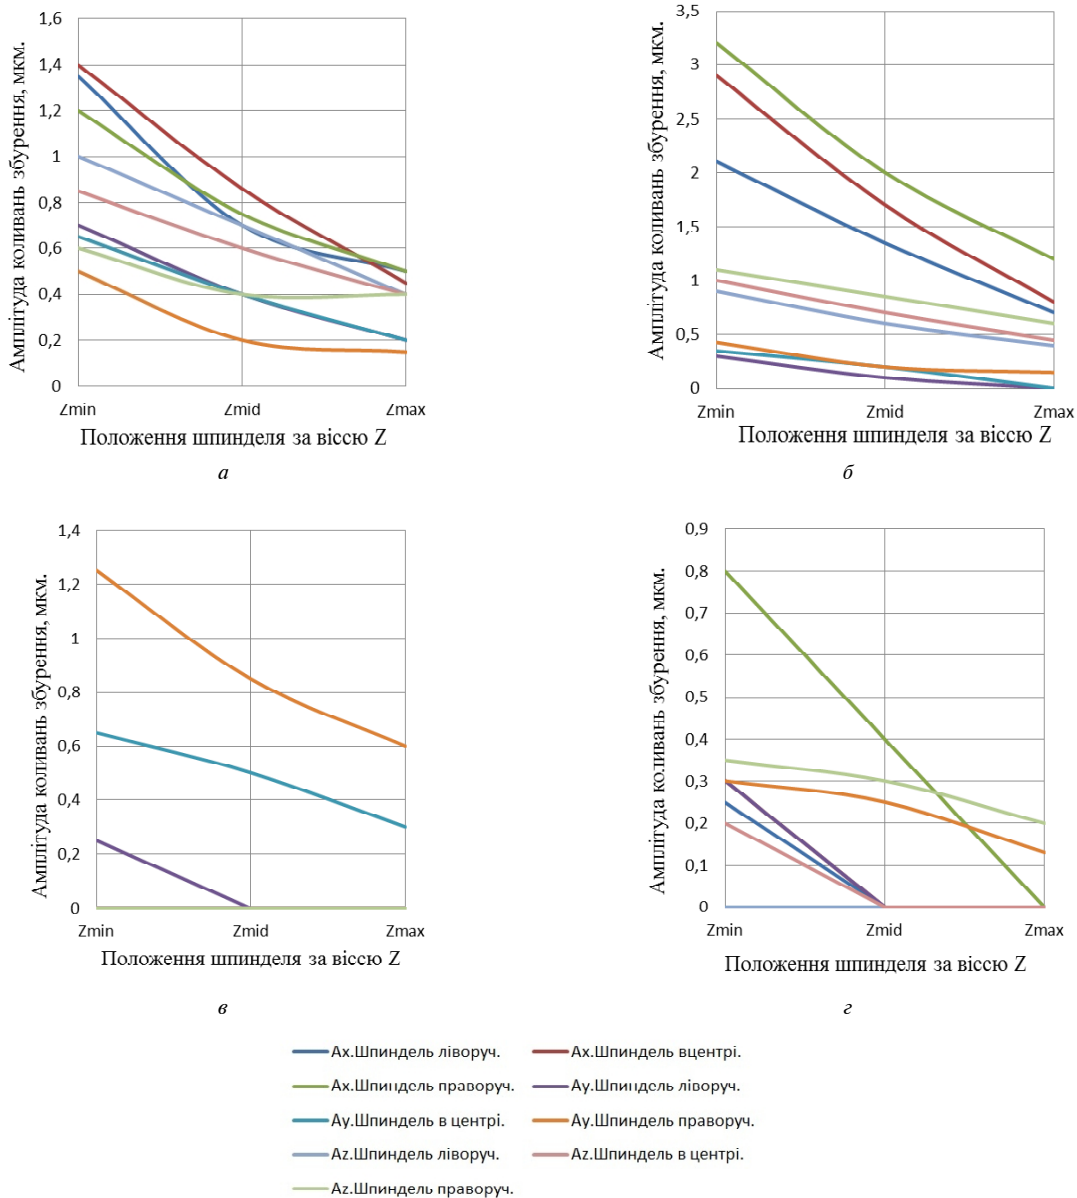 Амплітуда коливань збурення, мкм.
1,6
1,4
1,2
1
0,8
0,6
0,4
0,2
0
Zmin Zmid Zmax
Положення шпинделя за віссю Z
а
Амплітуда коливань збурення, мкм.
3,5
3
2,5
2
1,5
1
0,5
0
Zmin Zmid Zmax
Положення шпинделя за віссю Z
б
Амплітуда коливань збурення, мкм.
1,4
1,2
1
0,8
0,6
0,4
0,2
0
Zmin Zmid Zmax
Положення шпинделя за віссю Z
в
Амплітуда коливань збурення, мкм.
0,9
0,8
0,7
0,6
0,5
0,4
0,3
0,2
0,1
0
Zmin Zmid Zmax
Положення шпинделя за віссю Z
г
Ax.Шпиндель ліворуч. Ax.Шпиндель вцентрі.
Ax.Шпиндель праворуч. Ay.Шпиндель ліворуч.
Ay.Шпиндель в центрі. Ay.Шпиндель праворуч.
Az.Шпиндель ліворуч. Az.Шпиндель в центрі.
Az.Шпиндель праворуч.